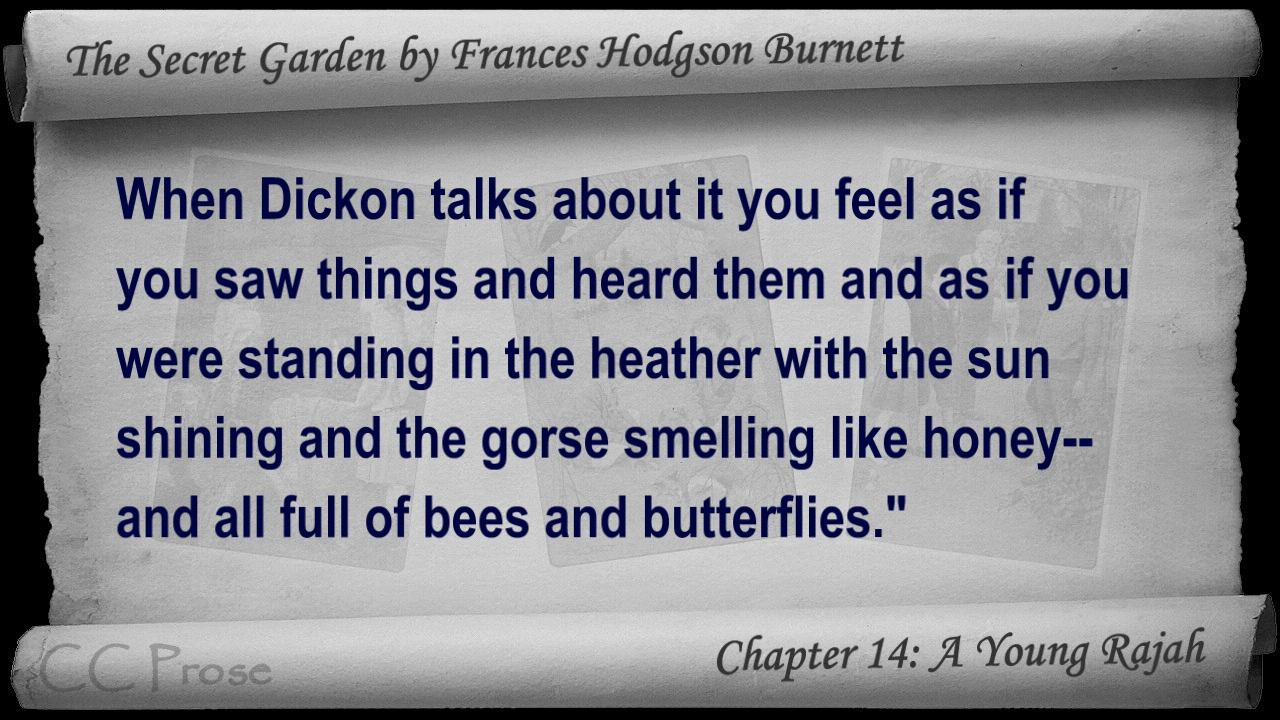 The Secret Garden by Frances Hodgson Burnett
When Dickon talks about it you feel as if
you saw things and heard them and as if you
were standing in the heather with the sun
shining and the gorse smelling like honey--
and all full of bees and butterflies."
CC Prose
Chapter 14: A Young Rajah